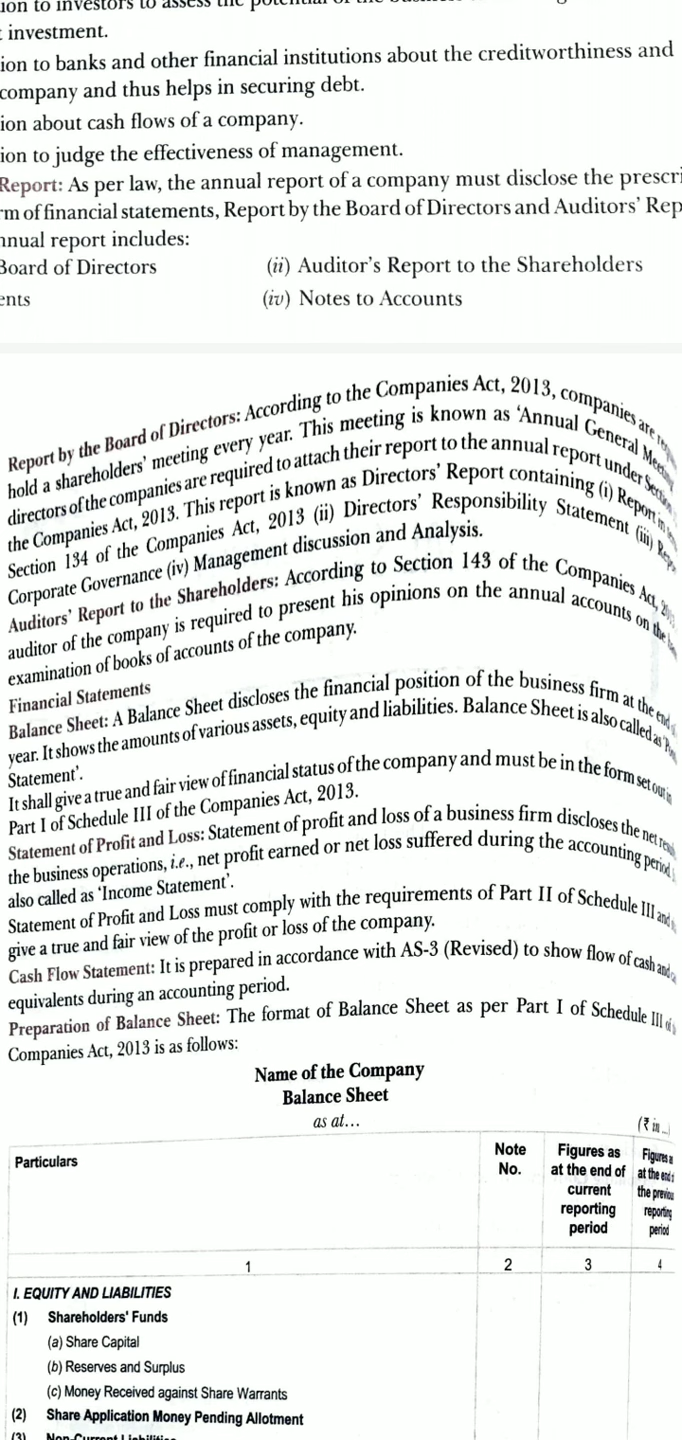 ion to investors to assess the potential of the business
investment.
ion to banks and other financial institutions about the creditworthiness and
company and thus helps in securing debt.
ion about cash flows of a company.
ion to judge the effectiveness of management.
Report: As per law, the annual report of a company must disclose the prescri
rm of financial statements, Report by the Board of Directors and Auditors' Rep
nnual report includes:
Board of Directors (ii) Auditor's Report to the Shareholders
ents (iv) Notes to Accounts
Report by the Board of Directors: According to the Companies Act, 2013, companies are
hold a shareholders' meeting every year. This meeting is known as 'Annual General Meeting
directors of the companies are required to attach their report to the annual report under Section
the Companies Act, 2013. This report is known as Directors' Report containing (i) Report in
Section 134 of the Companies Act, 2013 (ii) Directors' Responsibility Statement (iii) Repo
Corporate Governance (iv) Management discussion and Analysis.
Auditors' Report to the Shareholders: According to Section 143 of the Companies Act, 20
auditor of the company is required to present his opinions on the annual accounts on the
examination of books of accounts of the company.
Financial Statements
Balance Sheet: A Balance Sheet discloses the financial position of the business firm at the end
year. It shows the amounts of various assets, equity and liabilities. Balance Sheet is also called as
Statement'.
It shall give a true and fair view of financial status of the company and must be in the form set out in
Part I of Schedule III of the Companies Act, 2013.
Statement of Profit and Loss: Statement of profit and loss of a business firm discloses the net
the business operations, i.e., net profit earned or net loss suffered during the accounting period.
also called as 'Income Statement'.
Statement of Profit and Loss must comply with the requirements of Part II of Schedule III and
give a true and fair view of the profit or loss of the company.
Cash Flow Statement: It is prepared in accordance with AS-3 (Revised) to show flow of cash and
equivalents during an accounting period.
Preparation of Balance Sheet: The format of Balance Sheet as per Part I of Schedule III of
Companies Act, 2013 is as follows:
Name of the Company
Balance Sheet
as at...
(₹ in ...)
Particulars Note Figures as Figures a
No. at the end of at the end
current the previou
reporting reporting
period period
1 2 3 4
I. EQUITY AND LIABILITIES
(1) Shareholders' Funds
(a) Share Capital
(b) Reserves and Surplus
(c) Money Received against Share Warrants
(2) Share Application Money Pending Allotment
(3) Non-Current Liabilities